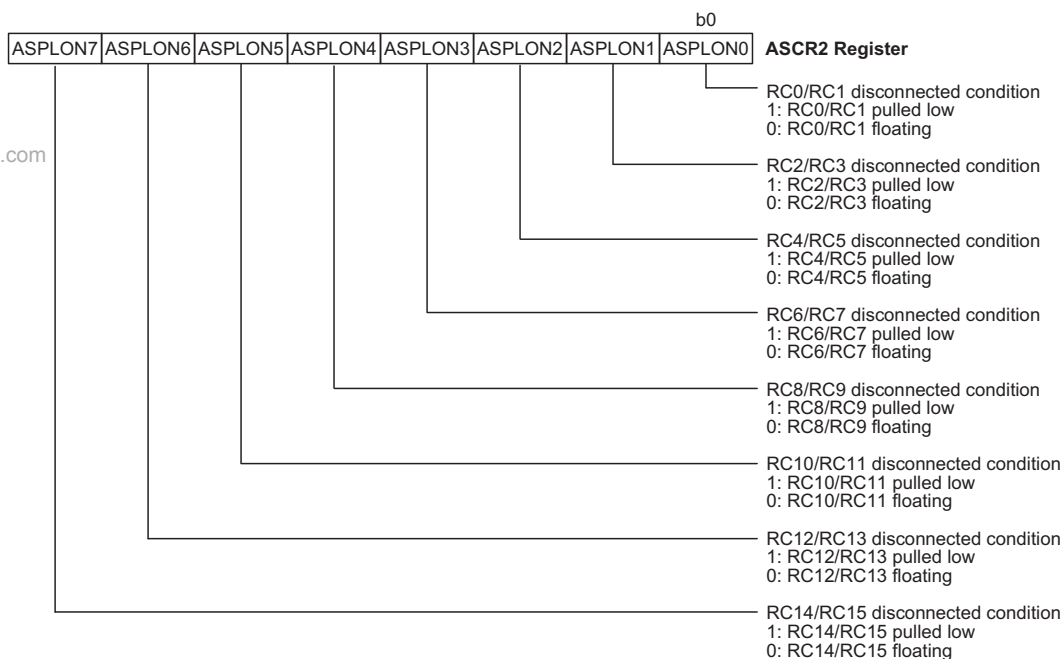 b0
ASPLON7 ASPLON6 ASPLON5 ASPLON4 ASPLON3 ASPLON2 ASPLON1 ASPLON0 ASCR2 Register
RC0/RC1 disconnected condition
1: RC0/RC1 pulled low
0: RC0/RC1 floating
.com
RC2/RC3 disconnected condition
1: RC2/RC3 pulled low
0: RC2/RC3 floating
RC4/RC5 disconnected condition
1: RC4/RC5 pulled low
0: RC4/RC5 floating
RC6/RC7 disconnected condition
1: RC6/RC7 pulled low
0: RC6/RC7 floating
RC8/RC9 disconnected condition
1: RC8/RC9 pulled low
0: RC8/RC9 floating
RC10/RC11 disconnected condition
1: RC10/RC11 pulled low
0: RC10/RC11 floating
RC12/RC13 disconnected condition
1: RC12/RC13 pulled low
0: RC12/RC13 floating
RC14/RC15 disconnected condition
1: RC14/RC15 pulled low
0: RC14/RC15 floating